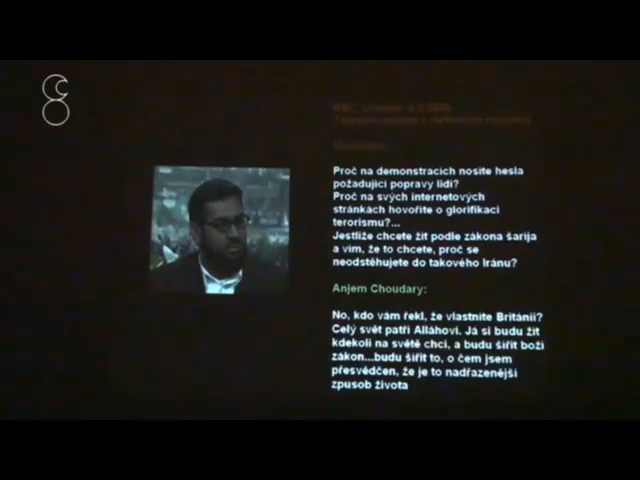 Proč na demonstracích nosíte hesla
požadující popravy lidí?
Proč na svých internetových
stránkách hovoříte o glorifikaci
terorismu?...
Jestliže chcete žít podle zákona šarija
a vím, že to chcete, proč se
neodstěhujete do takového Iránu?
Anjem Choudary:
No, kdo vám řekl, že vlastníte Británii?
Celý svět patří Alláhovi. Já si budu žít
kdekoli na světě chci, a budu šířit boží
zákon...budu šířit to, o čem jsem
přesvědčen, že je to nadřazenější
způsob života